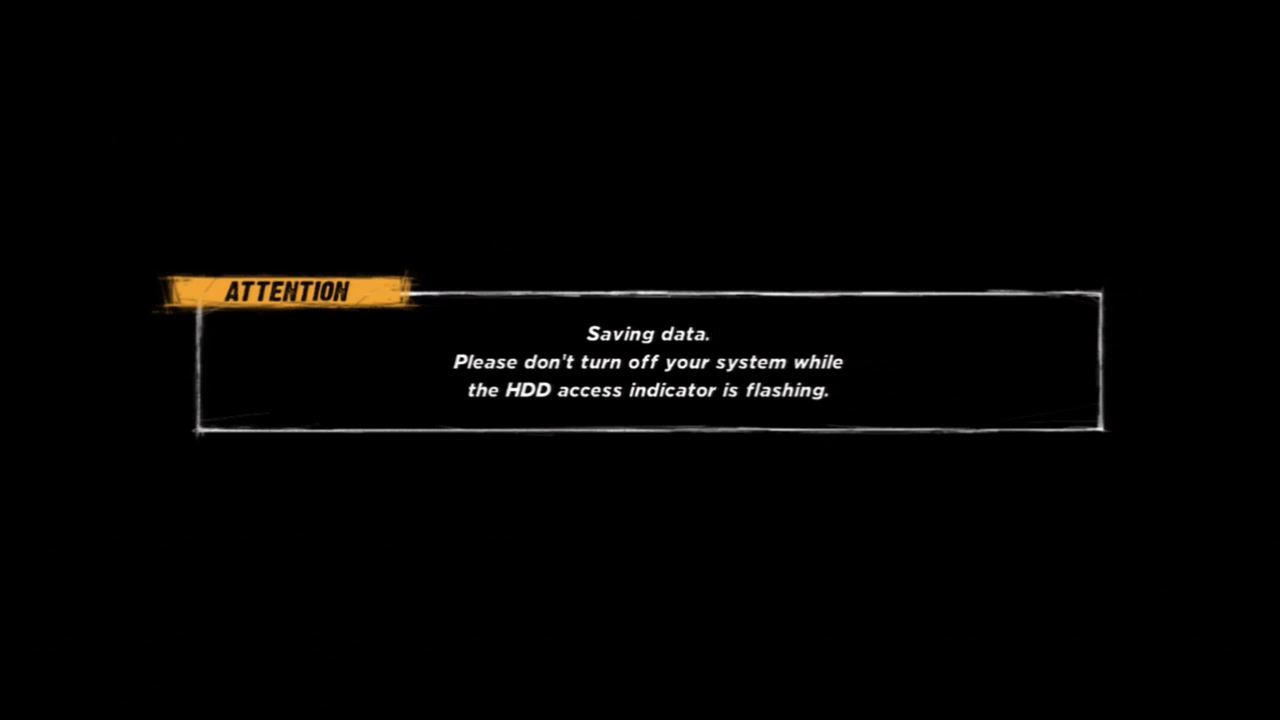 ATTENTION
Saving data.
Please don't turn off your system while
the HDD access indicator is flashing.